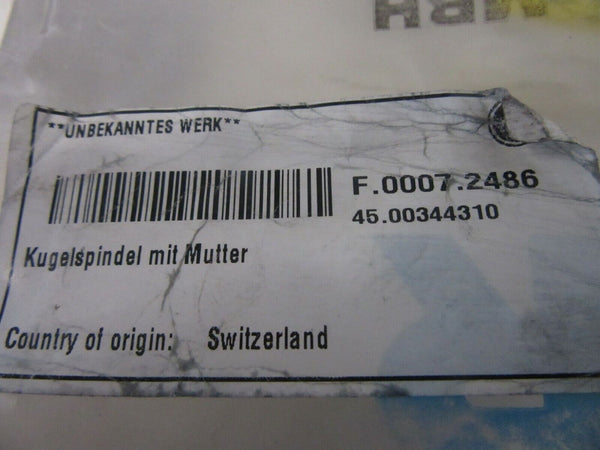 **UNBEKANNTES WERK**
F.0007.2486
45.00344310
Kugelspindel mit Mutter
Country of origin: Switzerland